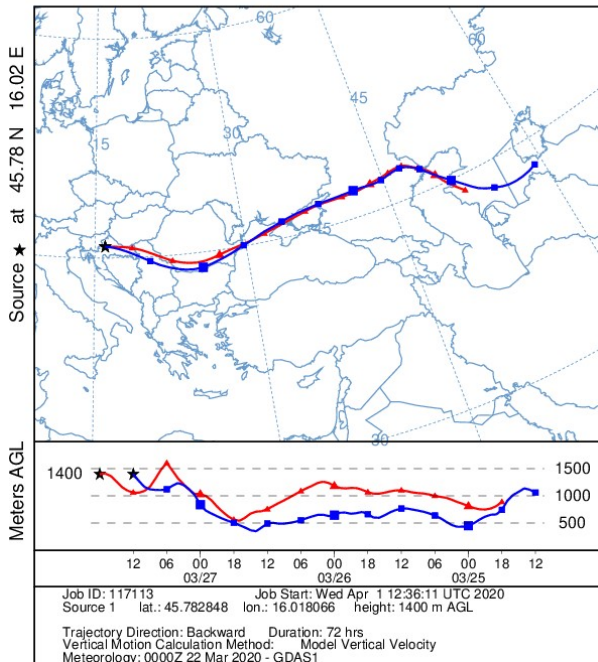 60
60
45
30
15
30
Source ★ at 45.78 N 16.02 E
Meters AGL
1400
1500
1000
500
12 06 00 18 12 06 00 18 12 06 00 18 12
03/27 03/26 03/25
Job ID: 117113 Job Start: Wed Apr 1 12:36:11 UTC 2020
Source 1 lat.: 45.782848 lon.: 16.018066 height: 1400 m AGL
Trajectory Direction: Backward Duration: 72 hrs
Vertical Motion Calculation Method: Model Vertical Velocity
Meteorology: 0000Z 22 Mar 2020 - GDAS1